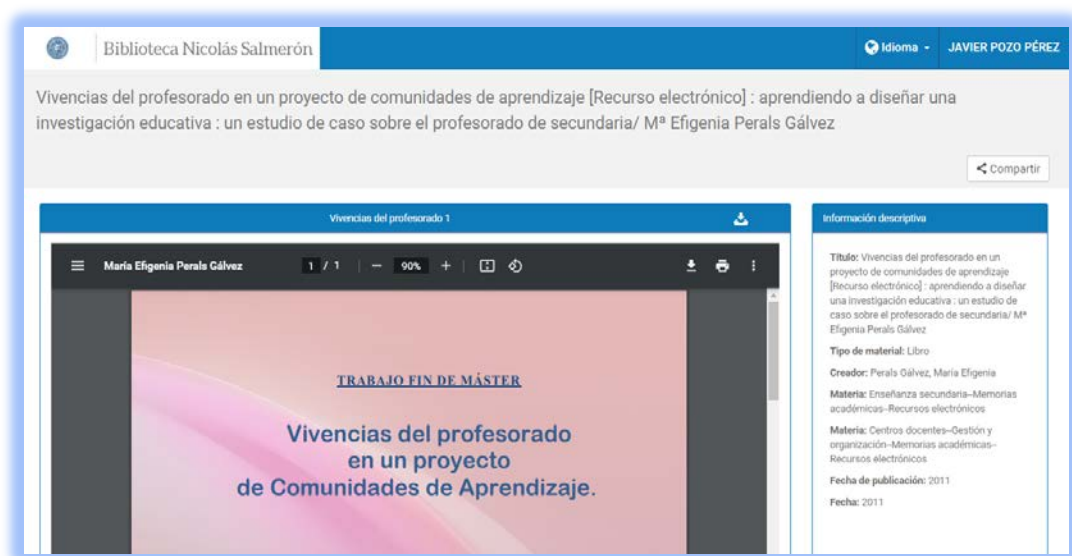 Biblioteca Nicolás Salmerón
Idioma
JAVIER POZO PÉREZ
Vivencias del profesorado en un proyecto de comunidades de aprendizaje [Recurso electrónico] : aprendiendo a diseñar una
investigación educativa : un estudio de caso sobre el profesorado de secundaria/ Mª Efigenia Perals Gálvez
Compartir
Vivencias del profesorado 1
María Efigenia Perals Gálvez
1 / 1
90%
TRABAJO FIN DE MÁSTER
Vivencias del profesorado
en un proyecto
de Comunidades de Aprendizaje.
Información descriptiva
Título: Vivencias del profesorado en un
proyecto de comunidades de aprendizaje
[Recurso electrónico] : aprendiendo a diseñar
una investigación educativa : un estudio de
caso sobre el profesorado de secundaria/ Mª
Efigenia Perals Gálvez
Tipo de material: Libro
Creador: Perals Gálvez, María Efigenia
Materia: Enseñanza secundaria--Memorias
académicas--Recursos electrónicos
Materia: Centros docentes--Gestión y
organización--Memorias académicas--
Recursos electrónicos
Fecha de publicación: 2011
Fecha: 2011